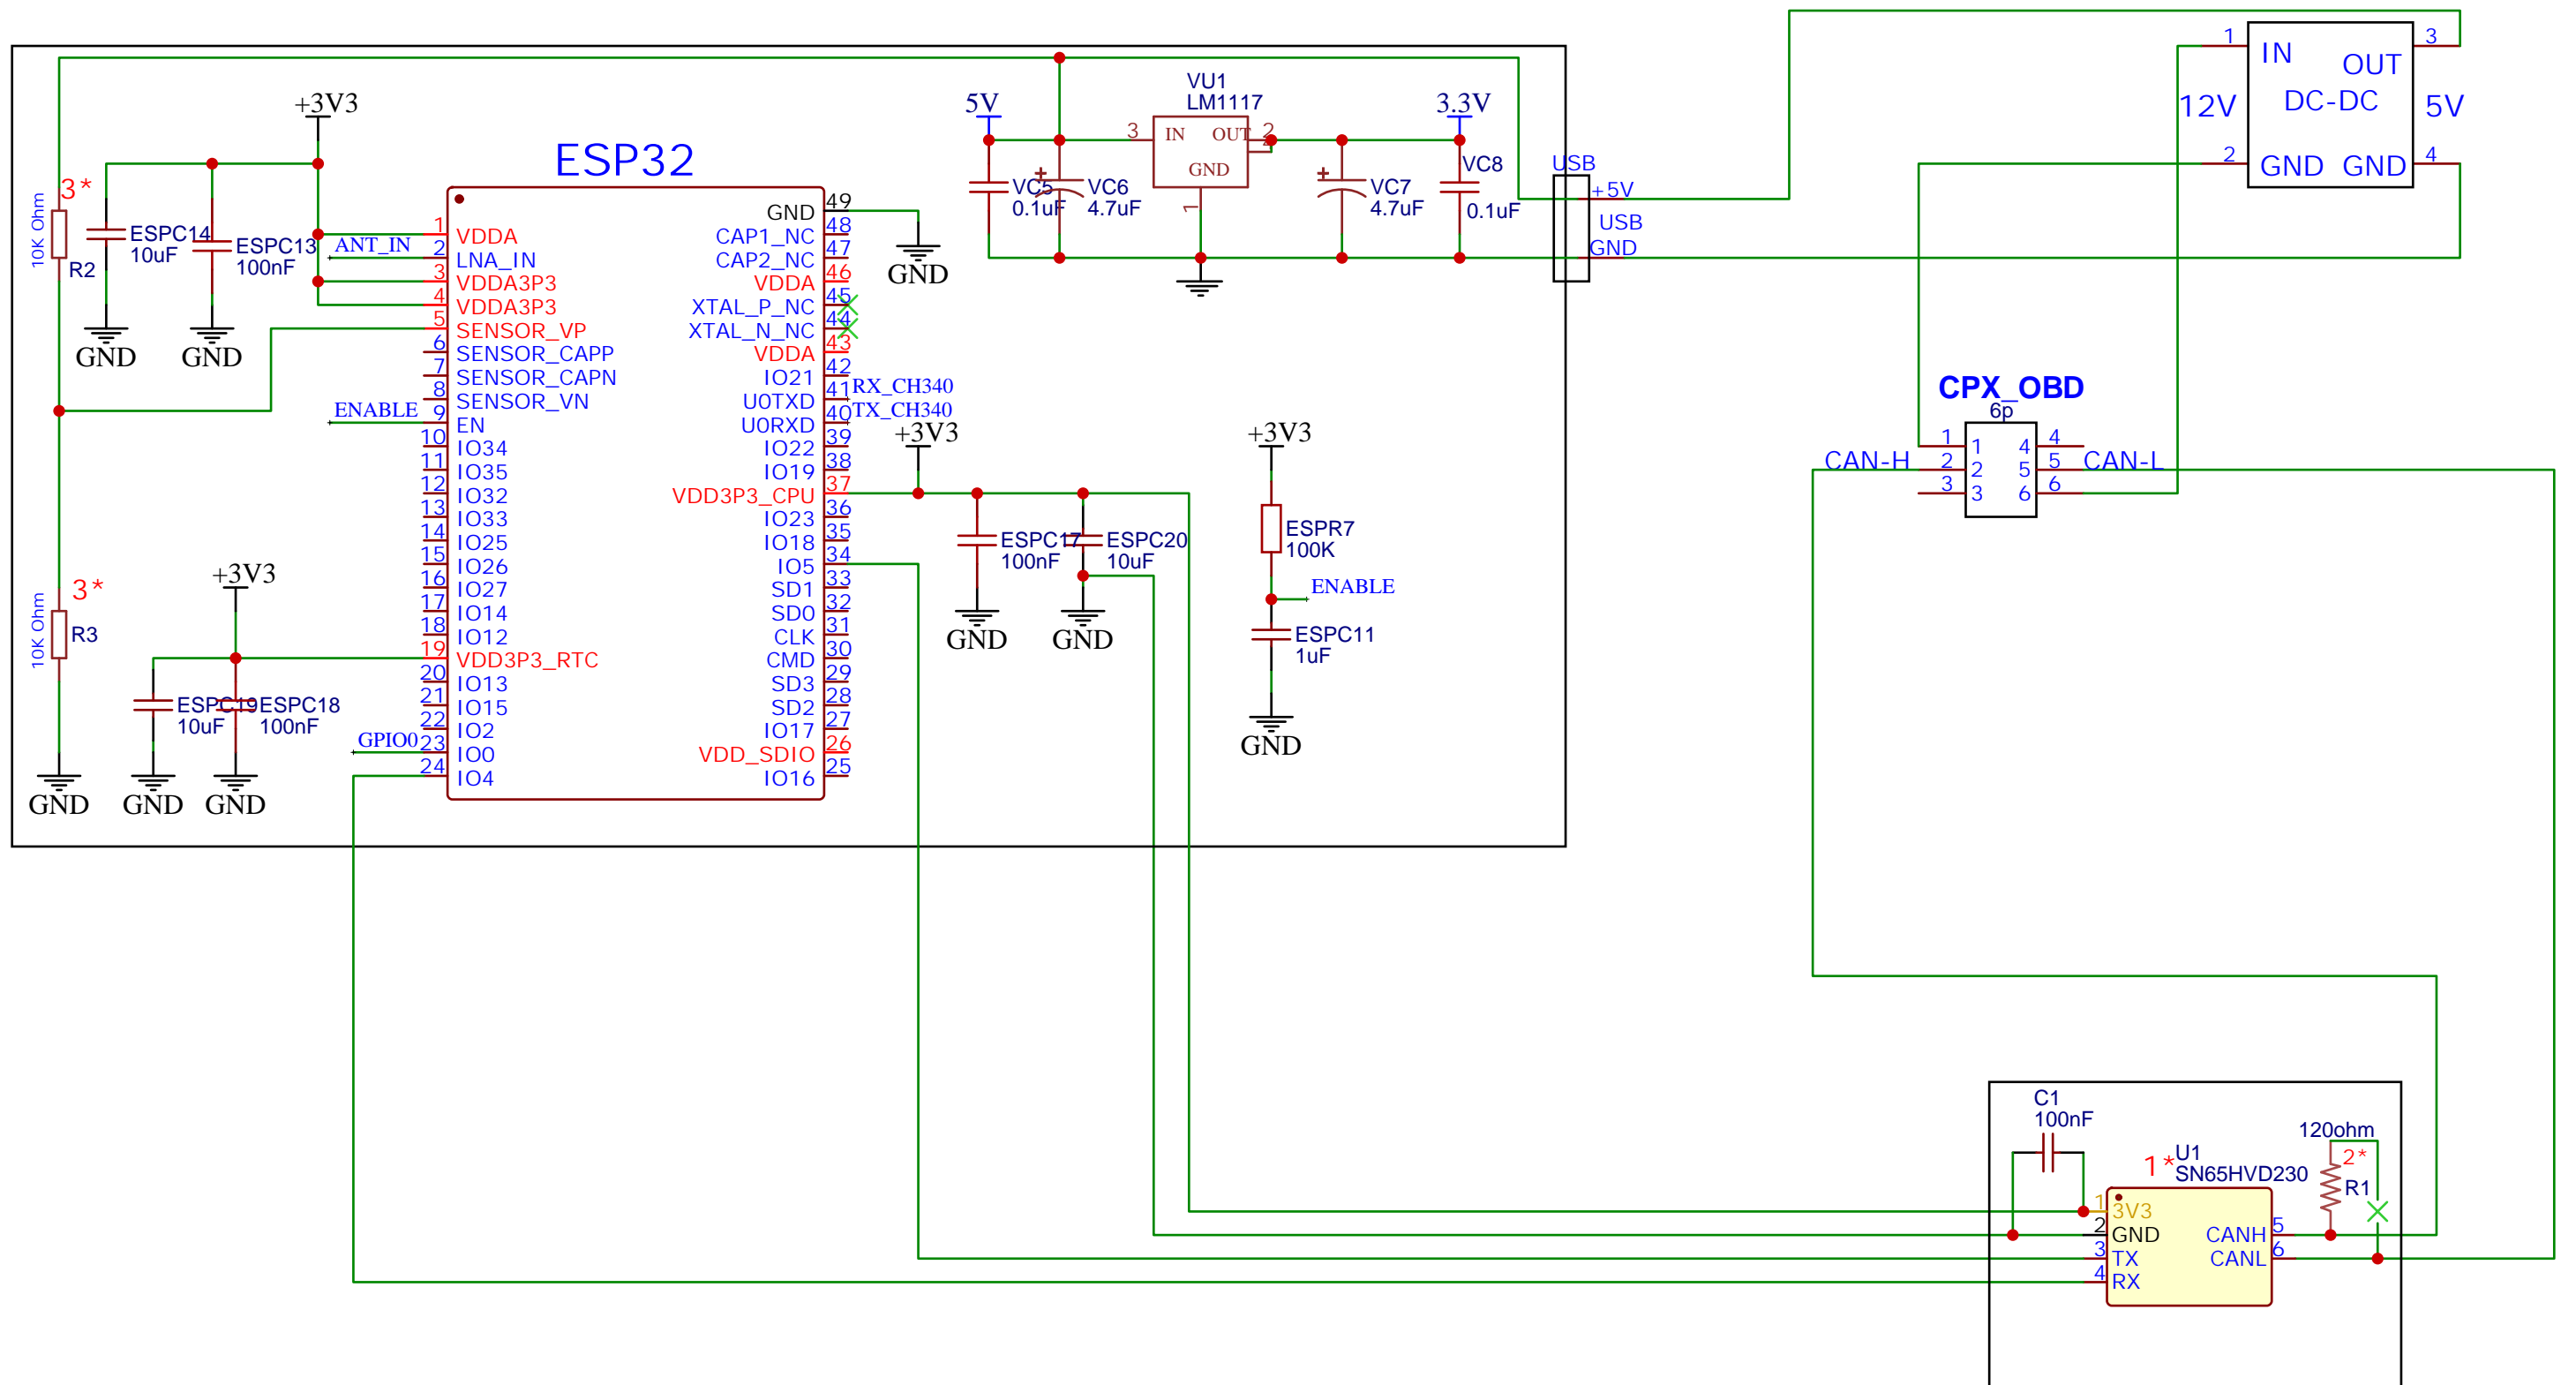 +3V3
3*
10K Ohm
R2
ESPC14
10uF
ESPC13
100nF
GND
GND
ANT_IN
ENABLE
3*
10K Ohm
R3
+3V3
ESPC19
10uF
ESPC18
100nF
GND
GND
GND
GPIO0
ESP32
1 VDDA
2 LNA_IN
3 VDDA3P3
4 VDDA3P3
5 SENSOR_VP
6 SENSOR_CAPP
7 SENSOR_CAPN
8 SENSOR_VN
9 EN
10 IO34
11 IO35
12 IO32
13 IO33
14 IO25
15 IO26
16 IO27
17 IO14
18 IO12
19 VDD3P3_RTC
20 IO13
21 IO15
22 IO2
23 IO0
24 IO4
GND 49
CAP1_NC 48
CAP2_NC 47
VDDA 46
XTAL_P_NC 45
XTAL_N_NC 44
VDDA 43
IO21 42
U0TXD 41
U0RXD 40
IO22 39
IO19 38
VDD3P3_CPU 37
IO23 36
IO18 35
IO5 34
SD1 33
SD0 32
CLK 31
CMD 30
SD3 29
SD2 28
IO17 27
VDD_SDIO 26
IO16 25
GND
RX_CH340
TX_CH340
+3V3
ESPC17
100nF
ESPC20
10uF
GND
GND
+3V3
ESPR7
100K
ENABLE
ESPC11
1uF
GND
5V
VC5
0.1uF
+
VC6
4.7uF
VU1
LM1117
3 IN
OUT 2
GND
1
+
VC7
4.7uF
3.3V
VC8
0.1uF
USB
+5V
USB
GND
1 IN
OUT 3
12V
DC-DC
5V
2 GND
GND 4
CPX_OBD
6p
CAN-H
CAN-L
1 1 4 4
2 2 5 5
3 3 6 6
C1
100nF
1*
U1
SN65HVD230
120ohm
2*
R1
1 3V3
2 GND
3 TX
4 RX
CANH 5
CANL 6